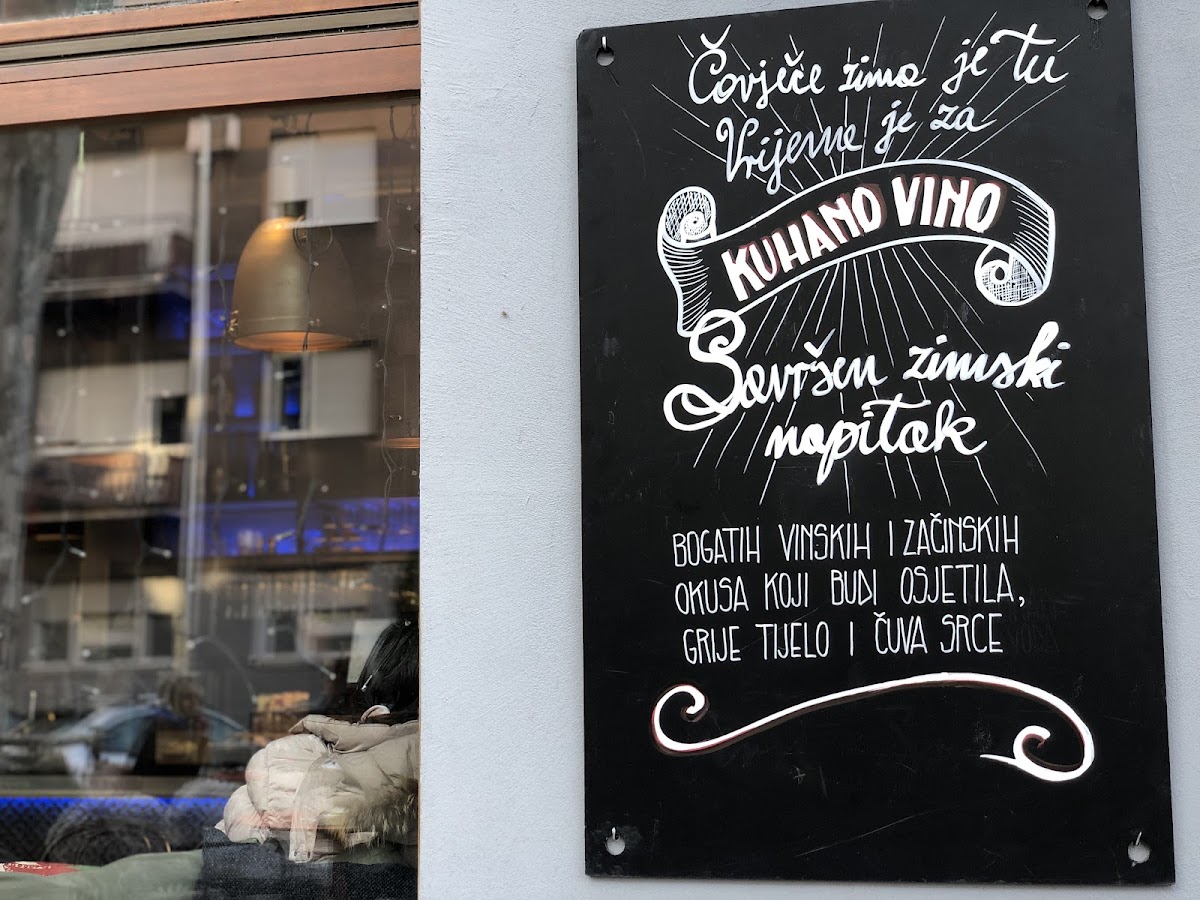 Čovječe zima je tu
Vrijeme je za
KUHANO VINO
Savršen zimski
napitak
BOGATIH VINSKIH I ZAČINSKIH
OKUSA KOJI BUDI OSJETILA,
GRIJE TIJELO I ČUVA SRCE